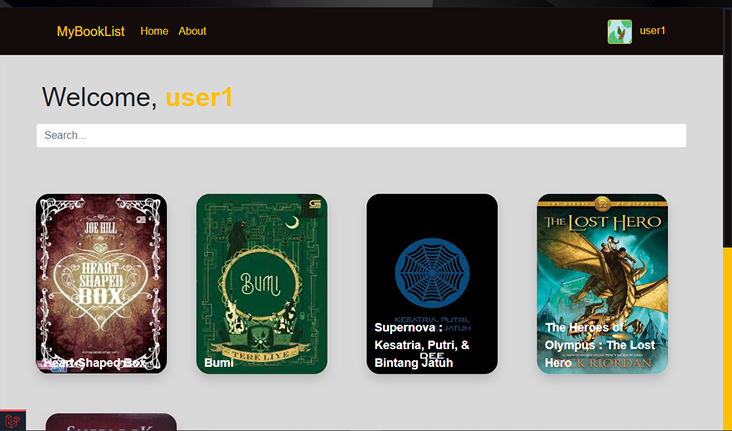 MyBookList Home About user1
Welcome, user1
Search...
JOE HILL
HEART
SHAPED
BOX
Heart Shaped Box
BUMI
TERE LIYE
Bumi
KESATRIA, PUTRI,
JATUH
DEE
Supernova :
Kesatria, Putri, &
Bintang Jatuh
THE LOST HERO
K RIORDAN
The Heroes of
Olympus : The Lost
Hero